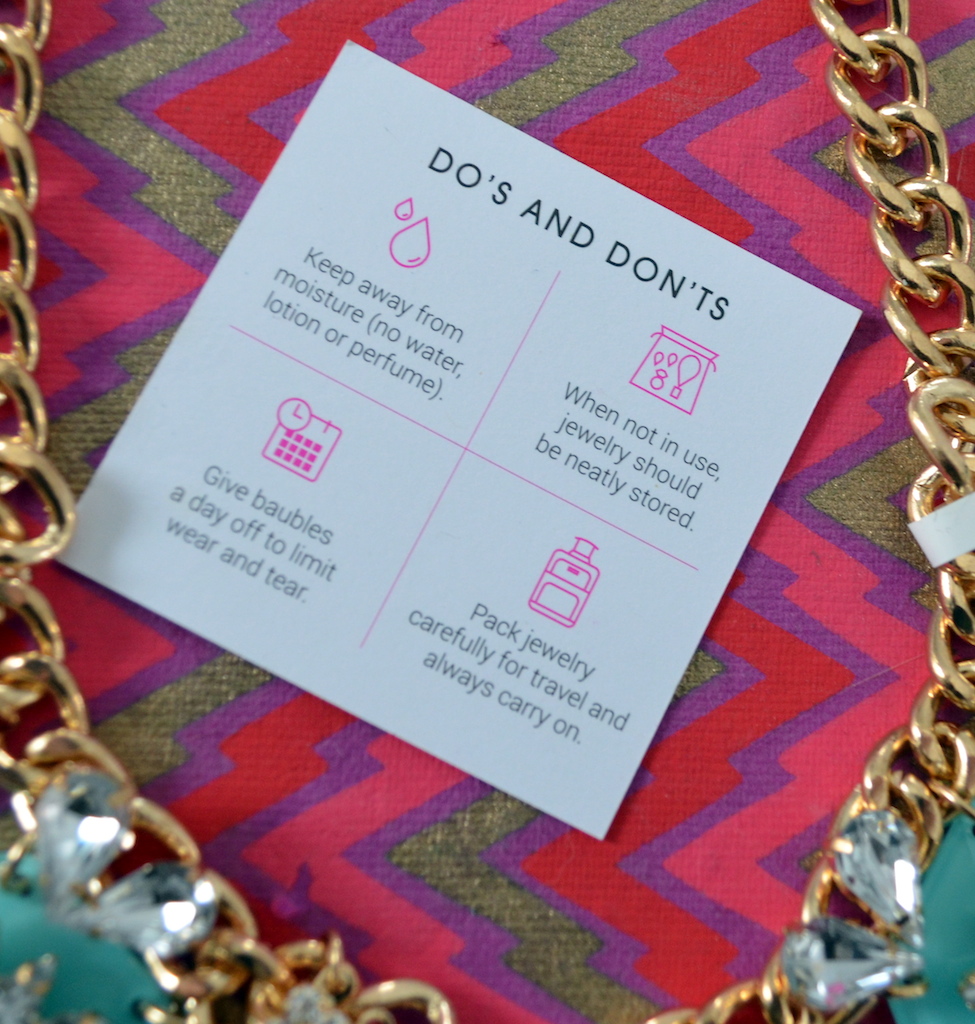 DO'S AND DON'TS
Keep away from
moisture (no water,
lotion or perfume).
When not in use,
jewelry should
be neatly stored.
Give baubles
a day off to limit
wear and tear.
Pack jewelry
carefully for travel and
always carry on.